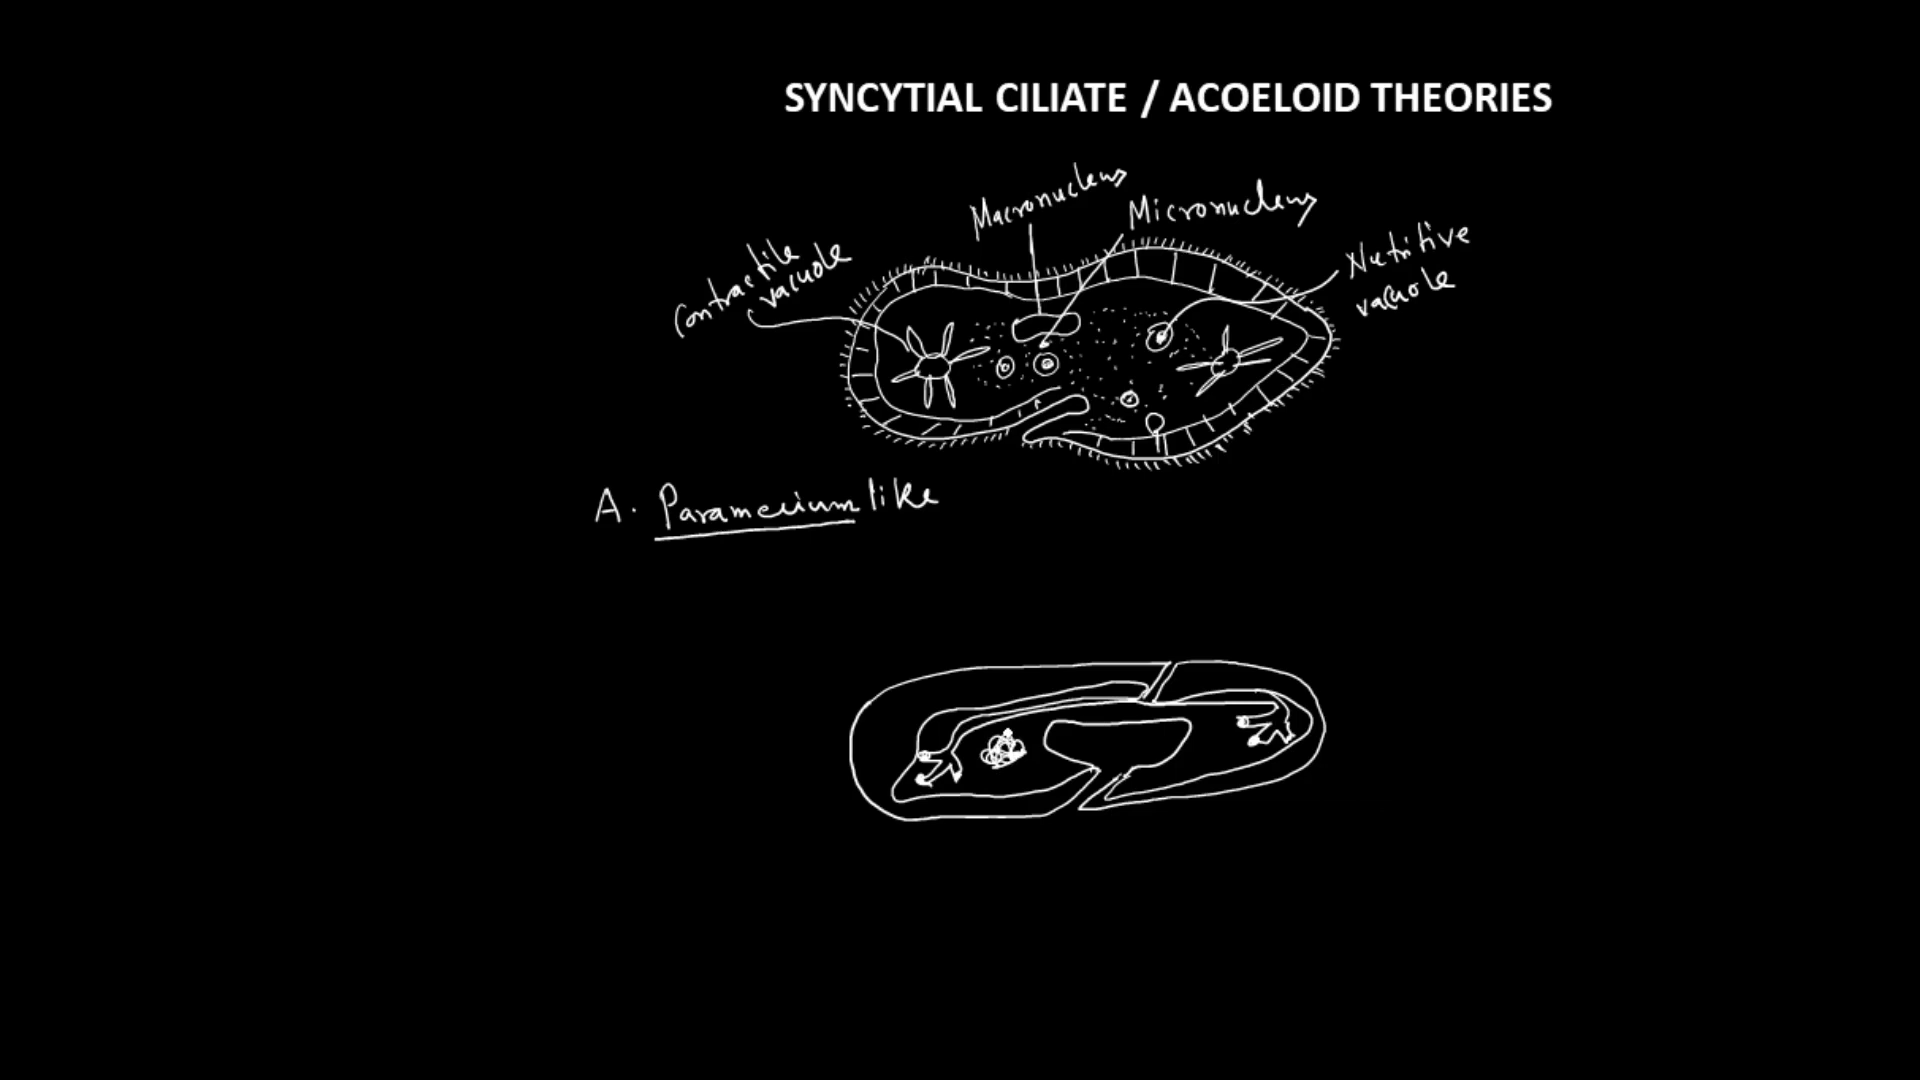 SYNCYTIAL CILIATE / ACOELOID THEORIES
Macronucleus
Micronucleus
Contractile
vacuole
Nutritive
vacuole
A. Paramecium like